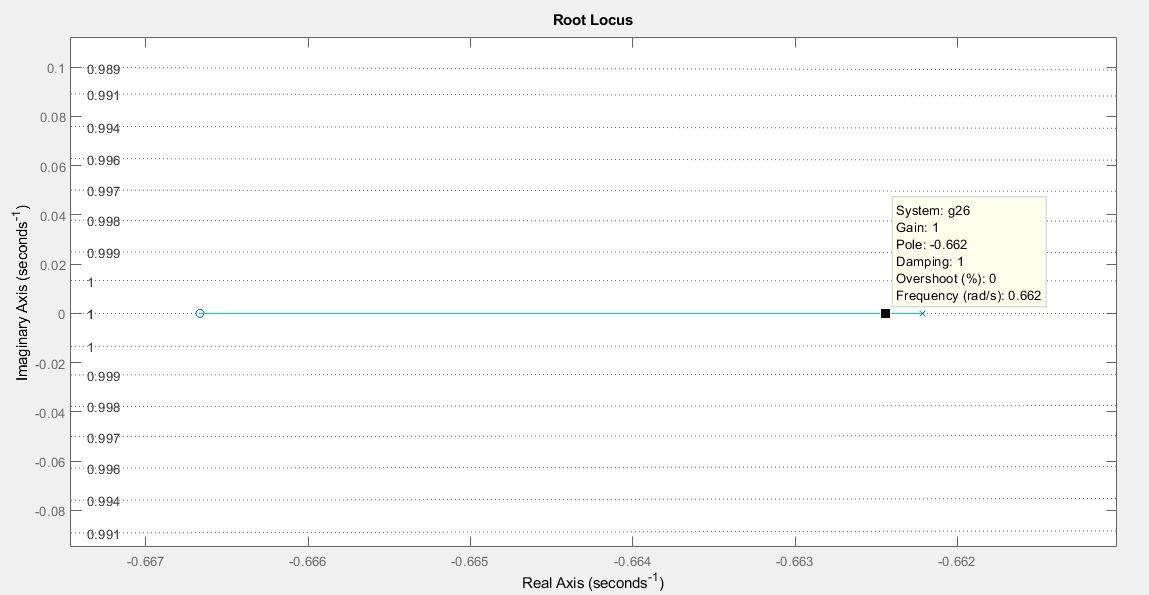 Root Locus
0.1
0.08
0.06
0.04
0.02
0
-0.02
-0.04
-0.06
-0.08
Imaginary Axis (seconds-1)
0.989
0.991
0.994
0.996
0.997
0.998
0.999
1
1
1
0.999
0.998
0.997
0.996
0.994
0.991
System: g26
Gain: 1
Pole: -0.662
Damping: 1
Overshoot (%): 0
Frequency (rad/s): 0.662
-0.667 -0.666 -0.665 -0.664 -0.663 -0.662
Real Axis (seconds-1)